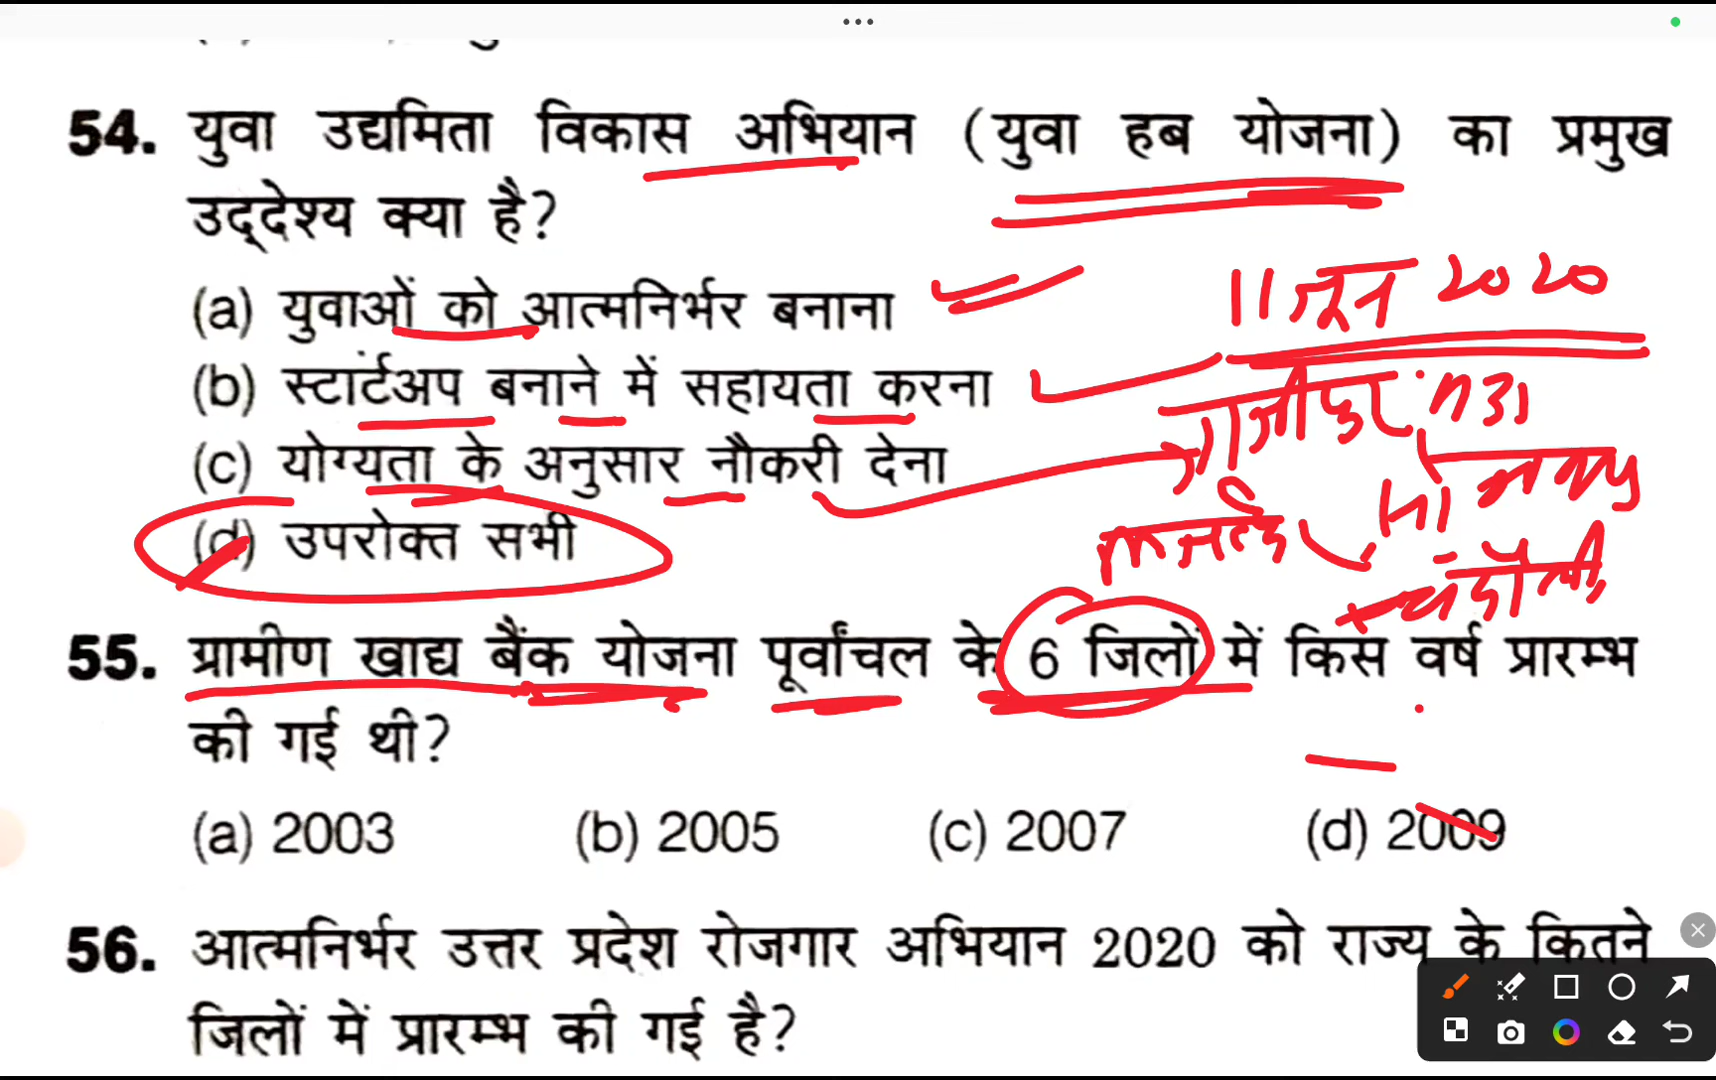 54. युवा उद्यमिता विकास अभियान (युवा हब योजना) का प्रमुख
उद्देश्य क्या है?
(a) युवाओं को आत्मनिर्भर बनाना
11 जून 2020
(b) स्टार्टअप बनाने में सहायता करना
(c) योग्यता के अनुसार नौकरी देना
(d) उपरोक्त सभी
चंदौली
55. ग्रामीण खाद्य बैंक योजना पूर्वांचल के 6 जिलों में किस वर्ष प्रारम्भ
की गई थी?
(a) 2003 (b) 2005 (c) 2007 (d) 2009
56. आत्मनिर्भर उत्तर प्रदेश रोजगार अभियान 2020 को राज्य के कितने
जिलों में प्रारम्भ की गई है?